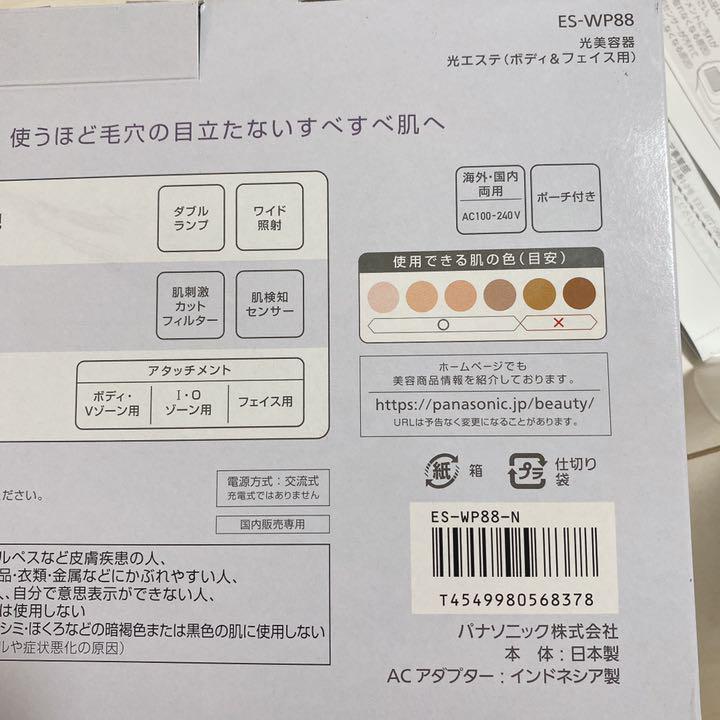 ES-WP88
光美容器
光エステ(ボディ&フェイス用)
使うほど毛穴の目立たないすべすべ肌へ
ダブル
ランプ
ワイド
照射
海外・国内
両用
AC100-240V
ポーチ付き
肌刺激
カット
フィルター
肌検知
センサー
使用できる肌の色(目安)
○
×
アタッチメント
ボディ・
Vゾーン用
I・O
ゾーン用
フェイス用
ホームページでも
美容商品情報を紹介しております。
https://panasonic.jp/beauty/
URLは予告なく変更になることがあります。
紙
箱
プラ
仕切り
袋
ださい。
電源方式:交流式
充電式ではありません
国内販売専用
ルペスなど皮膚疾患の人、
品・衣類・金属などにかぶれやすい人、
人、自分で意思表示ができない人、
は使用しない
シミ・ほくろなどの暗褐色または黒色の肌に使用しない
ルや症状悪化の原因)
ES-WP88-N
T4549980568378
パナソニック株式会社
本 体:日本製
ACアダプター:インドネシア製